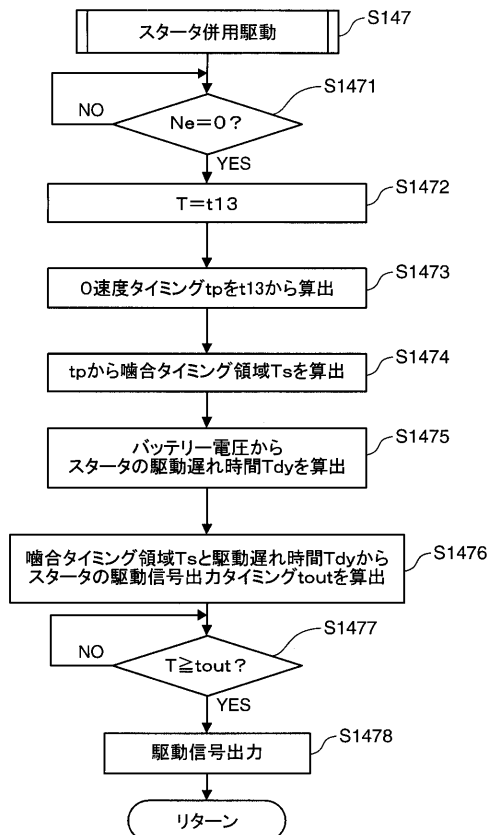 スタータ併用駆動
S147
S1471
NO
Ne=0?
YES
S1472
T=t13
S1473
0速度タイミングtpをt13から算出
S1474
tpから噛合タイミング領域Tsを算出
S1475
バッテリー電圧から
スタータの駆動遅れ時間Tdyを算出
S1476
噛合タイミング領域Tsと駆動遅れ時間Tdyから
スタータの駆動信号出力タイミングtoutを算出
S1477
NO
T≧tout?
YES
S1478
駆動信号出力
リターン